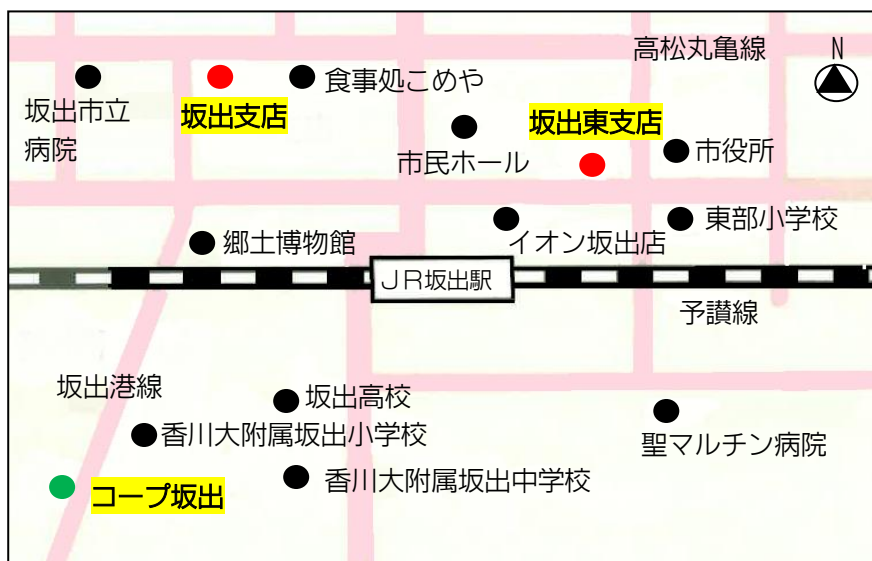 高松丸亀線
N
坂出市立
病院
坂出支店
食事処こめや
市民ホール
坂出東支店
市役所
郷土博物館
イオン坂出店
東部小学校
ＪＲ坂出駅
予讃線
坂出港線
坂出高校
香川大附属坂出小学校
聖マルチン病院
コープ坂出
香川大附属坂出中学校